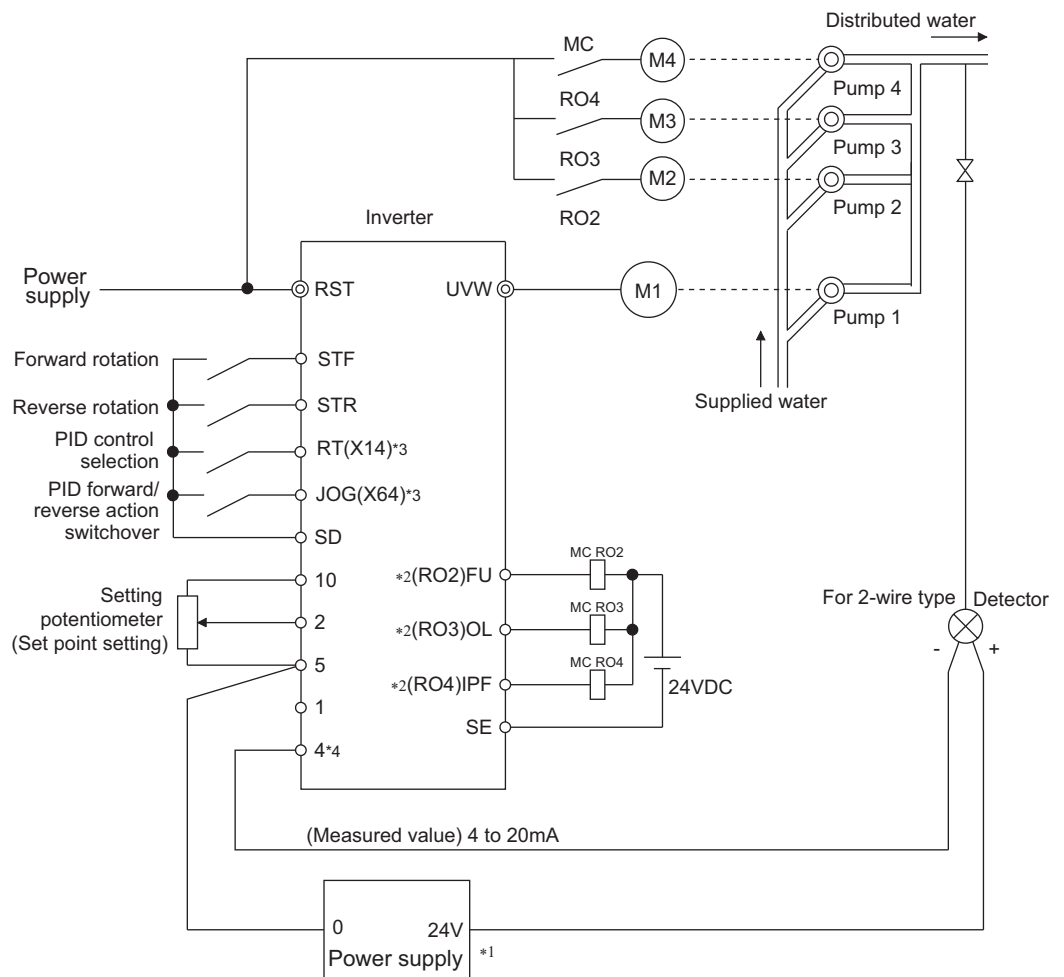 Distributed water
MC
M4
Pump 4
RO4
M3
Pump 3
RO3
M2
Pump 2
RO2
Inverter
Power
supply
RST
UVW
M1
Pump 1
Forward rotation
STF
Reverse rotation
STR
Supplied water
PID control
selection
RT(X14)*3
PID forward/
reverse action
switchover
JOG(X64)*3
SD
MC RO2
10
*2(RO2)FU
Setting
potentiometer
(Set point setting)
2
MC RO3
*2(RO3)OL
For 2-wire type
Detector
- +
5
MC RO4
*2(RO4)IPF
24VDC
1
SE
4*4
(Measured value) 4 to 20mA
0 24V
Power supply *1